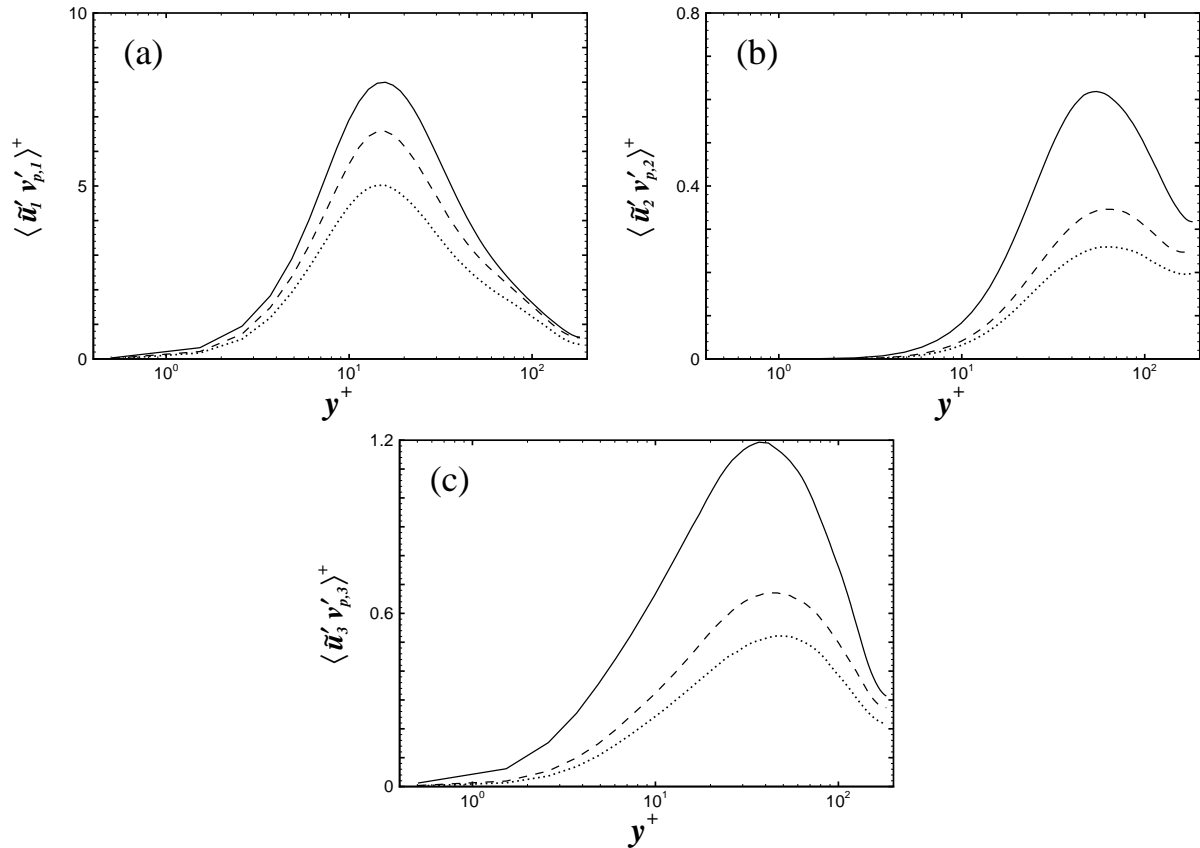 (a)
10
5
0
10⁰
10¹
10²
⟨ ũ′₁ v′ₚ,₁⟩⁺
y⁺
(b)
0.8
0.4
0
10⁰
10¹
10²
⟨ ũ′₂ v′ₚ,₂⟩⁺
y⁺
(c)
1.2
0.6
0
10⁰
10¹
10²
⟨ ũ′₃ v′ₚ,₃⟩⁺
y⁺